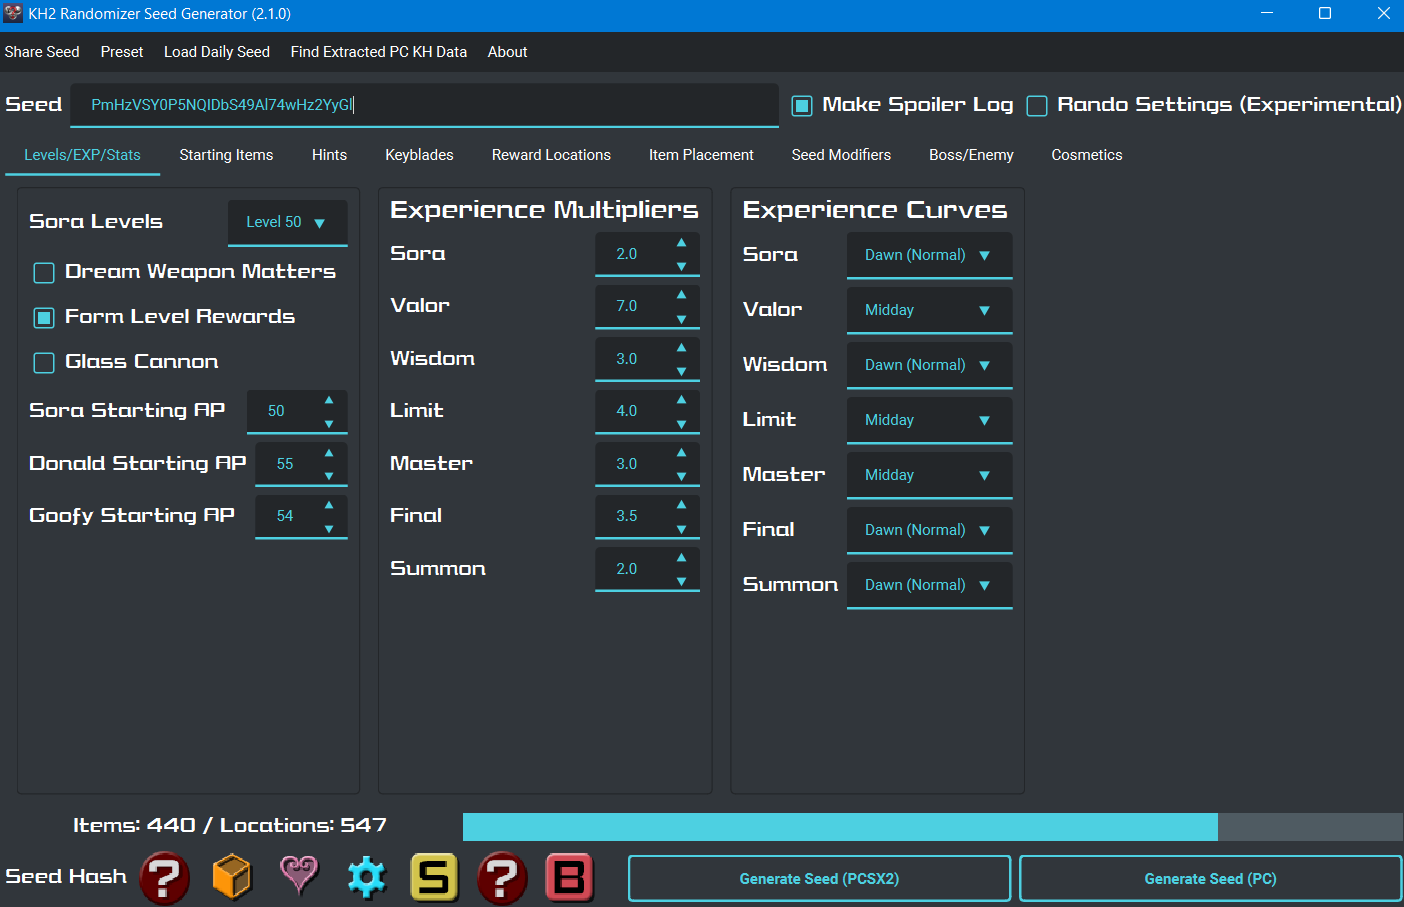 KH2 Randomizer Seed Generator (2.1.0)
Share Seed Preset Load Daily Seed Find Extracted PC KH Data About
Seed PmHzVSY0P5NQIDbS49Al74wHz2YyGl Make Spoiler Log Rando Settings (Experimental)
Levels/EXP/Stats Starting Items Hints Keyblades Reward Locations Item Placement Seed Modifiers Boss/Enemy Cosmetics
Sora Levels Level 50
Dream Weapon Matters
Form Level Rewards
Glass Cannon
Sora Starting AP 50
Donald Starting AP 55
Goofy Starting AP 54
Experience Multipliers
Sora 2.0
Valor 7.0
Wisdom 3.0
Limit 4.0
Master 3.0
Final 3.5
Summon 2.0
Experience Curves
Sora Dawn (Normal)
Valor Midday
Wisdom Dawn (Normal)
Limit Midday
Master Midday
Final Dawn (Normal)
Summon Dawn (Normal)
Items: 440 / Locations: 547
Seed Hash ? S ? B Generate Seed (PCSX2) Generate Seed (PC)